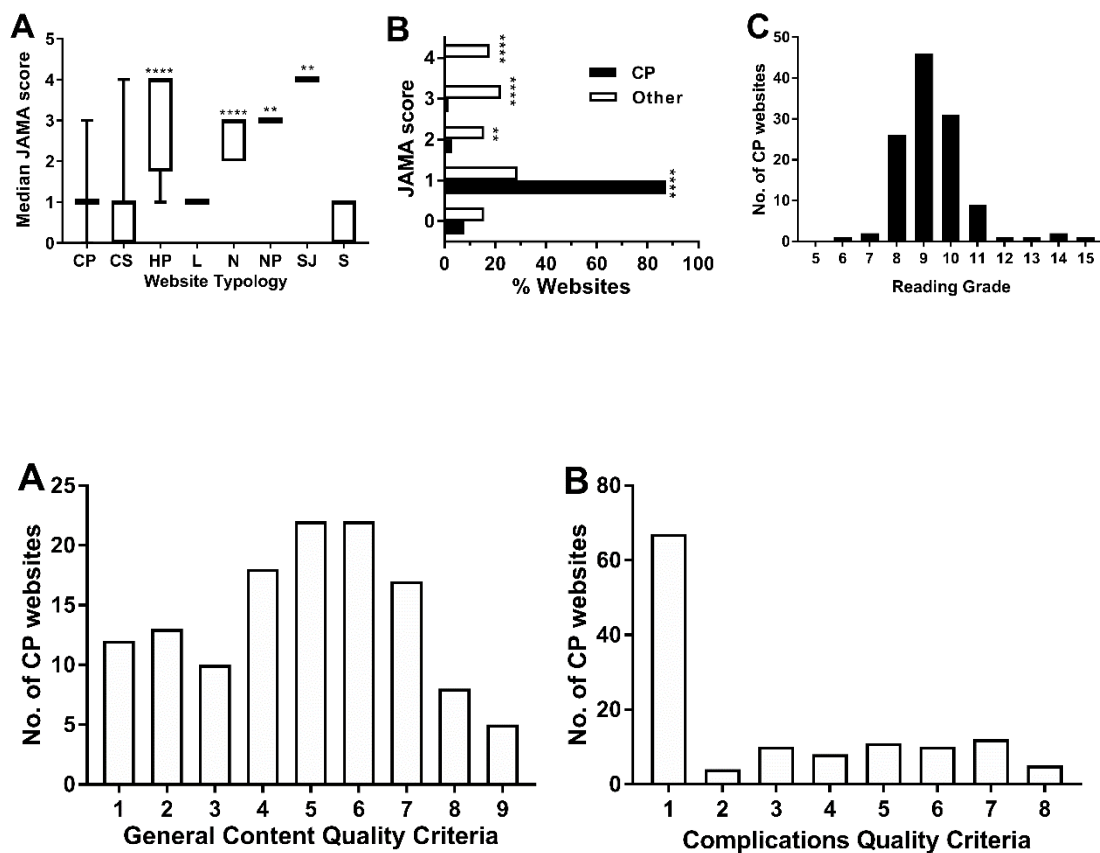 A
Median JAMA score
5
4
3
2
1
0
****
****
**
**
CP CS HP L N NP SJ S
Website Typology
B
JAMA score
4
3
2
1
0
****
****
**
****
CP
Other
0 20 40 60 80 100
% Websites
C
No. of CP websites
50
40
30
20
10
0
5 6 7 8 9 10 11 12 13 14 15
Reading Grade
A
No. of CP websites
25
20
15
10
5
0
1 2 3 4 5 6 7 8 9
General Content Quality Criteria
B
No. of CP websites
80
60
40
20
0
1 2 3 4 5 6 7 8
Complications Quality Criteria